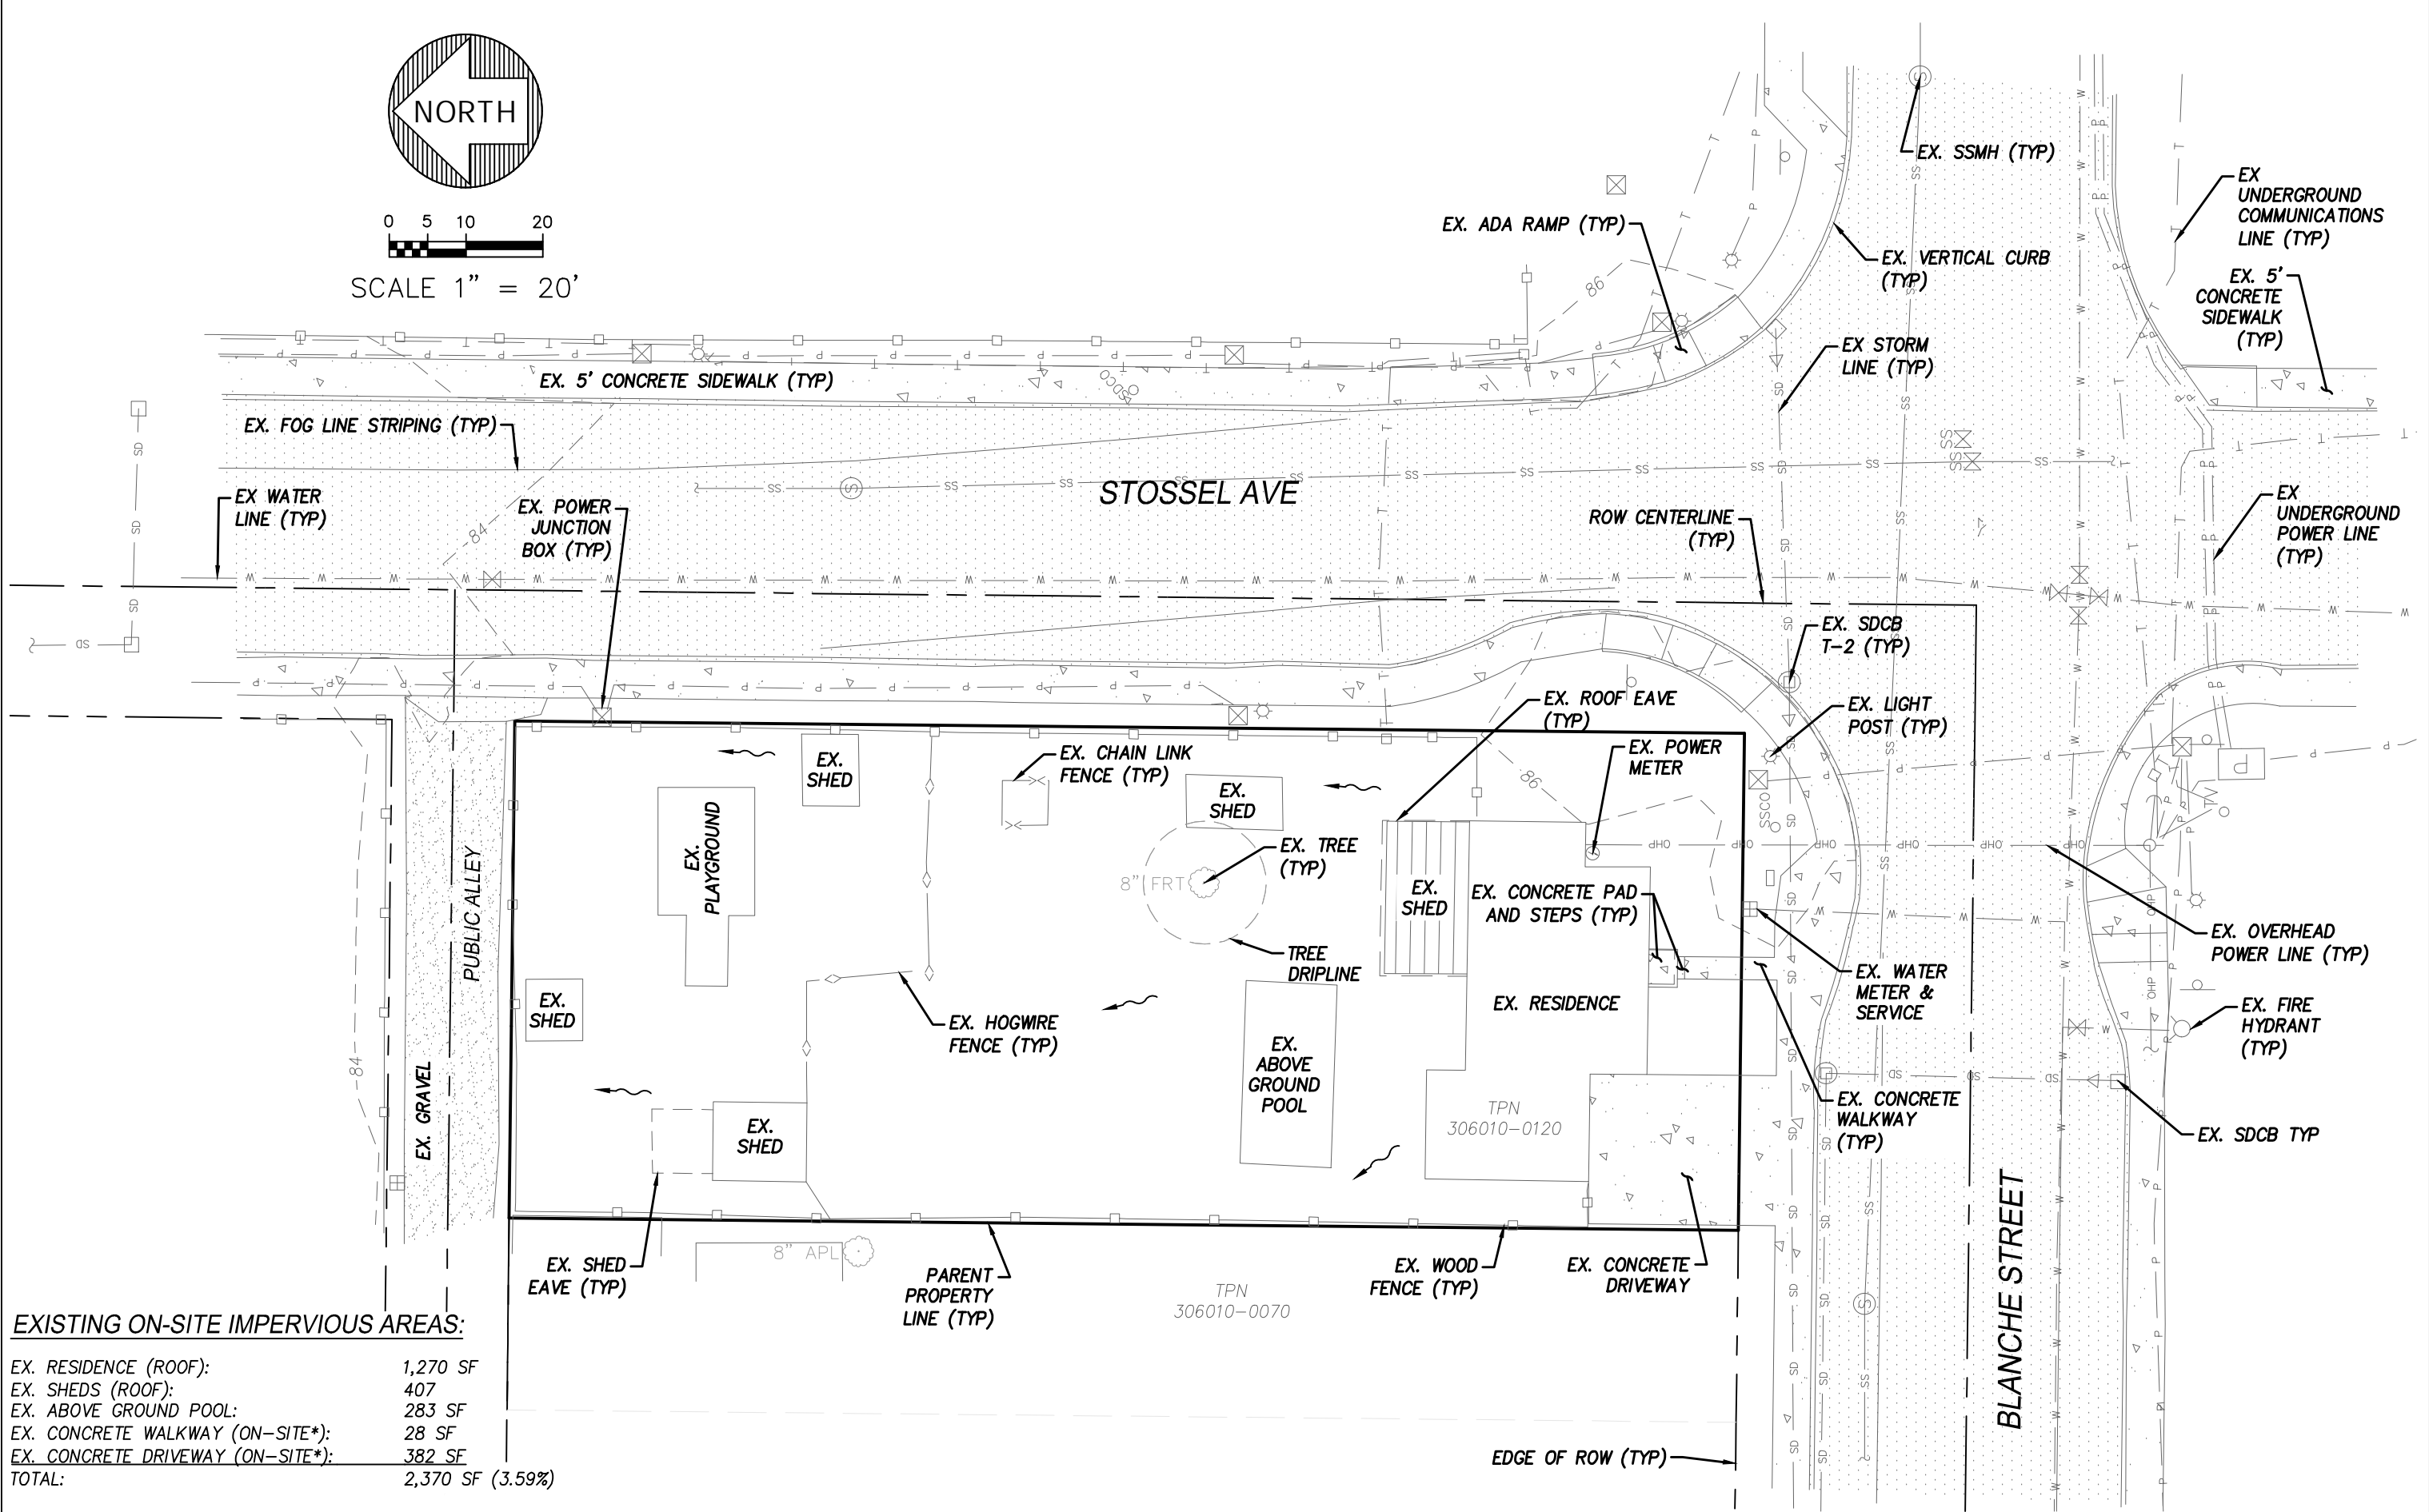 NORTH
0 5 10 20
SCALE 1" = 20'
EX. SSMH (TYP)
EX
UNDERGROUND
COMMUNICATIONS
LINE (TYP)
EX. ADA RAMP (TYP)
EX. VERTICAL CURB
(TYP)
EX. 5'
CONCRETE
SIDEWALK
(TYP)
86
EX STORM
LINE (TYP)
EX. 5' CONCRETE SIDEWALK (TYP)
SSCO
EX. FOG LINE STRIPING (TYP)
STOSSEL AVE
EX WATER
LINE (TYP)
84
EX. POWER
JUNCTION
BOX (TYP)
ROW CENTERLINE
(TYP)
EX
UNDERGROUND
POWER LINE
(TYP)
EX. SDCB
T-2 (TYP)
EX. ROOF EAVE
(TYP)
EX. LIGHT
POST (TYP)
EX. CHAIN LINK
FENCE (TYP)
EX. POWER
METER
86
EX.
SHED
EX.
SHED
EX.
PLAYGROUND
SSCO
TV
P
EX. TREE
(TYP)
8" FRT
EX.
SHED
EX. CONCRETE PAD
AND STEPS (TYP)
OHP OHP OHP OHP OHP
TREE
DRIPLINE
EX. OVERHEAD
POWER LINE (TYP)
PUBLIC ALLEY
EX. GRAVEL
84
EX.
SHED
EX. HOGWIRE
FENCE (TYP)
EX. RESIDENCE
EX. WATER
METER &
SERVICE
EX. FIRE
HYDRANT
(TYP)
EX.
ABOVE
GROUND
POOL
EX.
SHED
TPN
306010-0120
EX. CONCRETE
WALKWAY
(TYP)
EX. SDCB TYP
BLANCHE STREET
8" APL
EX. SHED
EAVE (TYP)
PARENT
PROPERTY
LINE (TYP)
TPN
306010-0070
EX. WOOD
FENCE (TYP)
EX. CONCRETE
DRIVEWAY
EDGE OF ROW (TYP)
EXISTING ON-SITE IMPERVIOUS AREAS:
EX. RESIDENCE (ROOF): 1,270 SF
EX. SHEDS (ROOF): 407
EX. ABOVE GROUND POOL: 283 SF
EX. CONCRETE WALKWAY (ON-SITE*): 28 SF
EX. CONCRETE DRIVEWAY (ON-SITE*): 382 SF
TOTAL: 2,370 SF (3.59%)